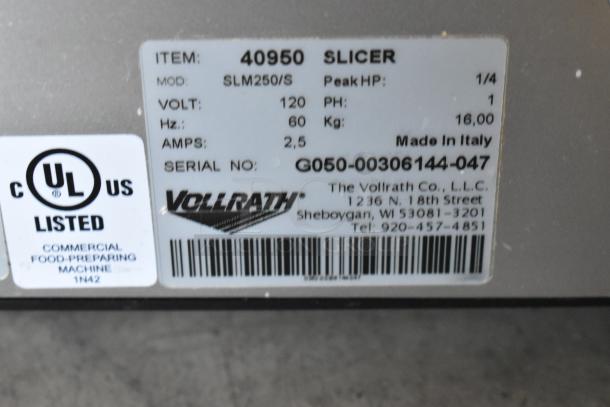 ITEM: 40950 SLICER
MOD: SLM250/S Peak HP: 1/4
VOLT: 120 PH: 1
Hz.: 60 Kg: 16,00
AMPS: 2,5 Made In Italy
SERIAL NO: G050-00306144-047
VOLLRATH®
The Vollrath Co., L.L.C.
1236 N. 18th Street
Sheboygan, WI 53081-3201
Tel: 920-457-4851
C UL® US
LISTED
COMMERCIAL
FOOD-PREPARING
MACHINE
1N42